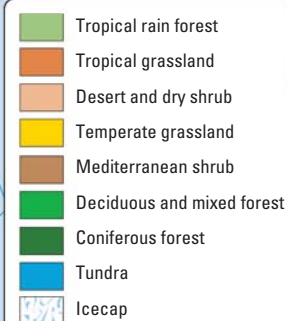 Tropical rain forest
Tropical grassland
Desert and dry shrub
Temperate grassland
Mediterranean shrub
Deciduous and mixed forest
Coniferous forest
Tundra
Icecap